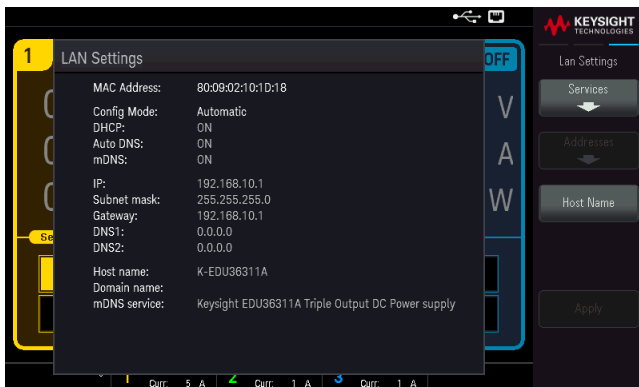 KEYSIGHT
TECHNOLOGIES
1
LAN Settings
OFF
Lan Settings
MAC Address: 80:09:02:10:1D:18
Services
Config Mode: Automatic
DHCP: ON
Auto DNS: ON
mDNS: ON
V
A
W
Addresses
IP: 192.168.10.1
Subnet mask: 255.255.255.0
Gateway: 192.168.10.1
DNS1: 0.0.0.0
DNS2: 0.0.0.0
Host Name
Se
Host name: K-EDU36311A
Domain name:
mDNS service: Keysight EDU36311A Triple Output DC Power supply
Apply
1 Curr: 5 A 2 Curr: 1 A 3 Curr: 1 A